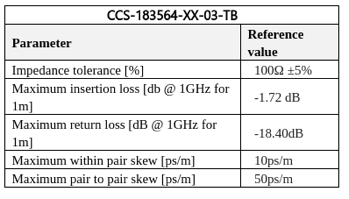 CCS-183564-XX-03-TB
Parameter
Reference
value
Impedance tolerance [%]
100Ω ±5%
Maximum insertion loss [db @ 1GHz for
1m]
-1.72 dB
Maximum return loss [dB @ 1GHz for
1m]
-18.40dB
Maximum within pair skew [ps/m]
10ps/m
Maximum pair to pair skew [ps/m]
50ps/m